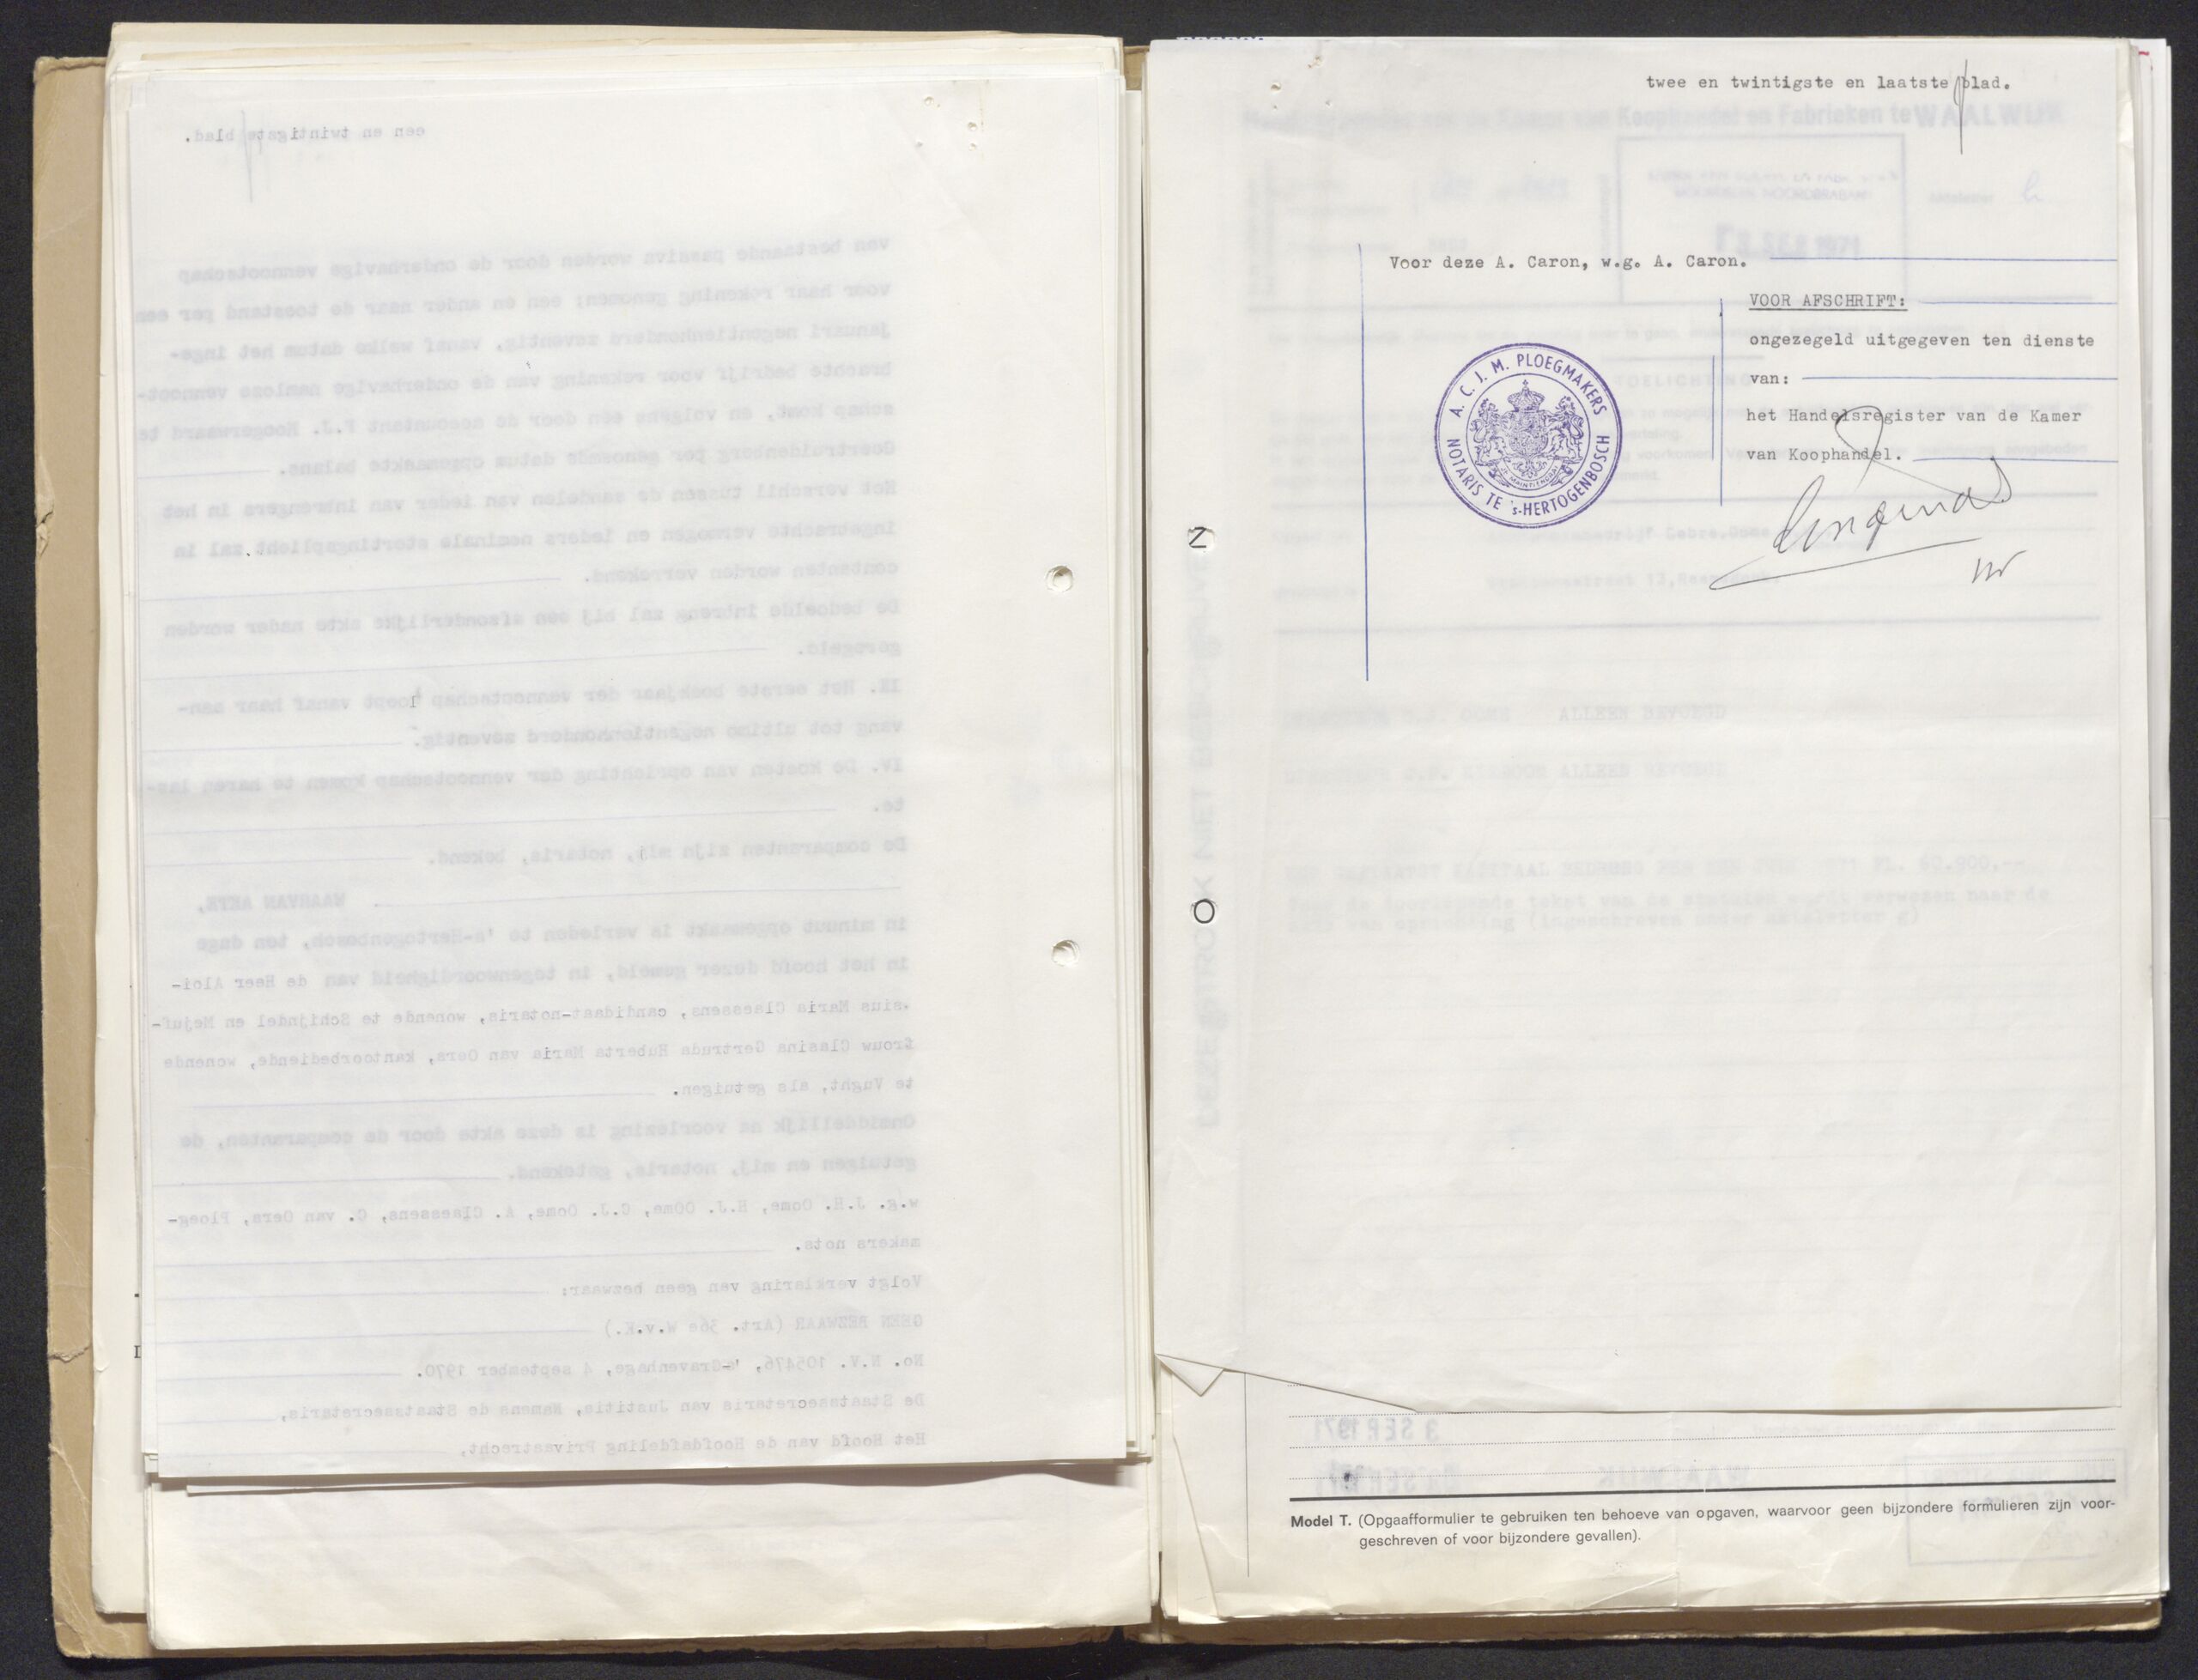 een en twintigste blad.
van bestaande passiva worden door de onderhavige vennootschap
voor haar rekening genomen; een en ander naar de toestand per een
januari negentienhonderd zeventig, vanaf welke datum het inge-
brachte bedrijf voor rekening van de onderhavige namloze vennoot-
schap komt, en volgens een door de accountant F.J. Hoogerwaard te
Geertruidenberg per genoemde datum opgemaakte balans.
Het verschil tussen de aandelen van ieder van inbrengers in het
ingebrachte vermogen en ieders nominale stortingsplicht zal in
contanten worden verrekend.
De bedoelde inbreng zal bij een afzonderlijke akte nader worden
geregeld.
III. Het eerste boekjaar der vennootschap loopt vanaf haar aan-
vang tot ultimo negentienhonderd zeventig.
IV. De kosten van oprichting der vennootschap komen te haren las-
te.
De comparanten zijn mij, notaris, bekend.
WAARVAN AKTE,
in minuut opgemaakt is verleden te 's-Hertogenbosch, ten dage
in het hoofd dezer gemeld, in tegenwoordigheid van de Heer Aloi-
sius Maria Claessens, candidaat-notaris, wonende te Schijndel en Mejuf-
frouw Clasina Gertruda Huberta Maria van Oers, kantoorbediende, wonende
te Vught, als getuigen.
Onmiddellijk na voorlezing is deze akte door de comparanten, de
getuigen en mij, notaris, getekend.
w.g. J.H. Oome, H.J. Oome, C.J. Oome, A. Claessens, C. van Oers, Ploeg-
makers nots.
Volgt verklaring van geen bezwaar:
GEEN BEZWAAR (Art. 36e W.v.K.)
No. N.V. 105476, 's-Gravenhage, 4 september 1970.
De Staatssecretaris van Justitie, Namens de Staatssecretaris,
Het Hoofd van de Hoofdafdeling Privaatrecht,
twee en twintigste en laatste blad.
Voor deze A. Caron, w.g. A. Caron.
VOOR AFSCHRIFT:
ongezegeld uitgegeven ten dienste
van:
het Handelsregister van de Kamer
van Koophandel.
A. C. J. M. PLOEGMAKERS
NOTARIS TE 's-HERTOGENBOSCH
Model T. (Opgaafformulier te gebruiken ten behoeve van opgaven, waarvoor geen bijzondere formulieren zijn voor-
geschreven of voor bijzondere gevallen).